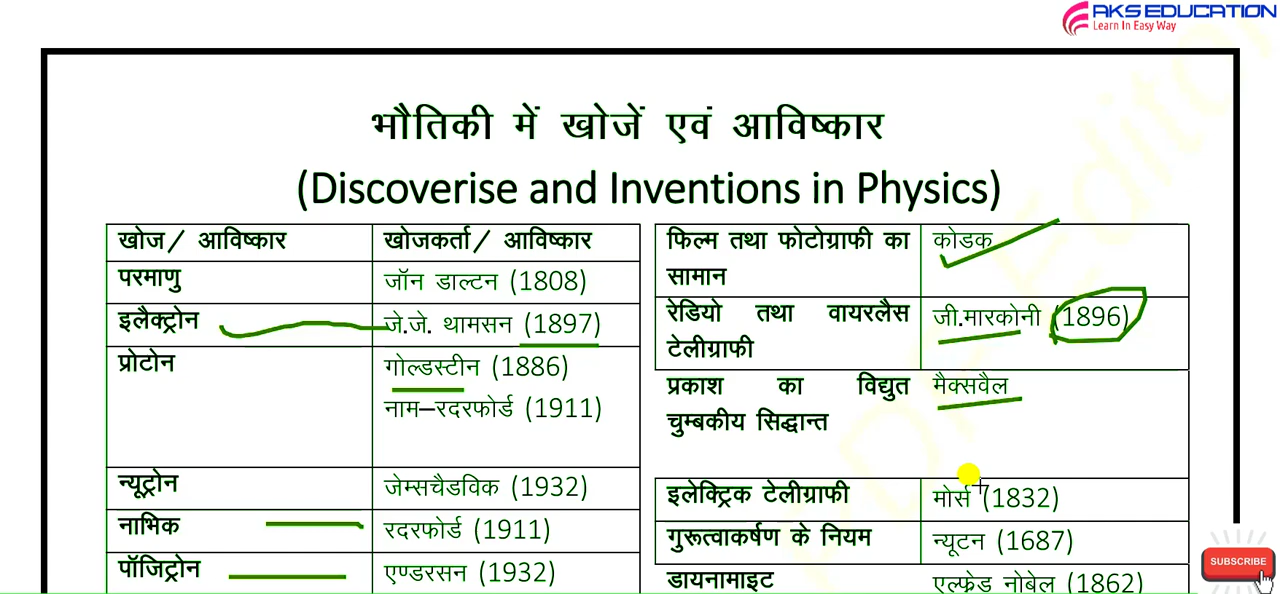 AKS EDUCATION
Learn In Easy Way
भौतिकी में खोजें एवं आविष्कार
(Discoverise and Inventions in Physics)
खोज/ आविष्कार खोजकर्ता/ आविष्कार
परमाणु जॉन डाल्टन (1808)
इलैक्ट्रोन जे.जे. थामसन (1897)
प्रोटोन गोल्डस्टीन (1886)
नाम–रदरफोर्ड (1911)
न्यूट्रोन जेम्सचैडविक (1932)
नाभिक रदरफोर्ड (1911)
पॉजिट्रोन एण्डरसन (1932)
फिल्म तथा फोटोग्राफी का कोडक
सामान
रेडियो तथा वायरलैस जी.मारकोनी (1896)
टेलीग्राफी
प्रकाश का विद्युत मैक्सवैल
चुम्बकीय सिद्धान्त
इलेक्ट्रिक टेलीग्राफी मोर्स (1832)
गुरूत्वाकर्षण के नियम न्यूटन (1687)
डायनामाइट एल्फ्रेड नोबेल (1862)
SUBSCRIBE